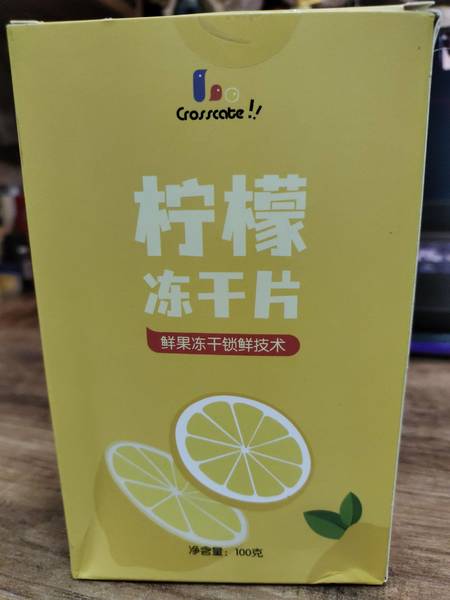 Crosscate!!
柠檬
冻干片
鲜果冻干锁鲜技术
净含量：100克